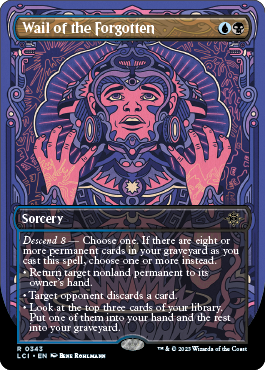 Wail of the Forgotten
Sorcery
Descend 8 — Choose one. If there are eight or
more permanent cards in your graveyard as you
cast this spell, choose one or more instead.
• Return target nonland permanent to its
owner's hand.
• Target opponent discards a card.
• Look at the top three cards of your library.
Put one of them into your hand and the rest
into your graveyard.
R 0343
LCI • EN Bene Rohlmann
™ & © 2023 Wizards of the Coast